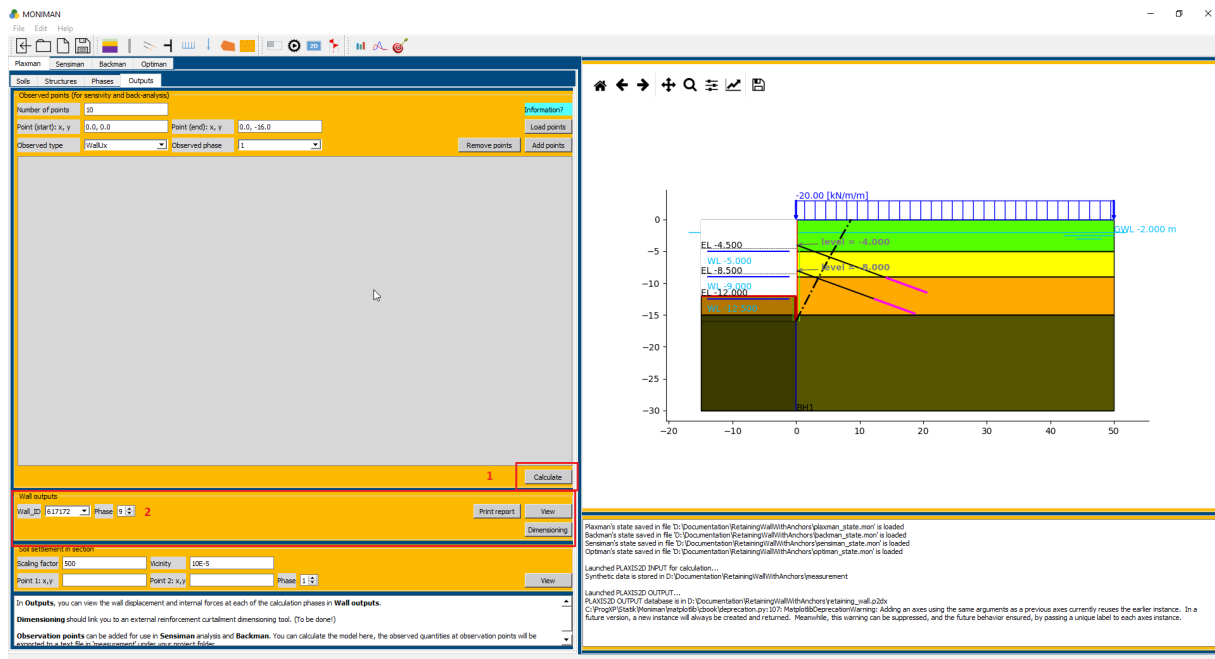 MONIMAN
File Edit Help
2D
Plaxman Sensiman Backman Optiman
Soils Structures Phases Outputs
Observed points (for sensivity and back-analysis)
Number of points 10 Information?
Point (start): x, y 0.0, 0.0 Point (end): x, y 0.0, -16.0 Load points
Observed type WallUx Observed phase 1 Remove points Add points
1 Calculate
Wall outputs
Wall_ID 617172 Phase 9 2 Print report View
Dimensioning
Soil settlement in section
Scaling factor 500 Vicinity 10E-5
Point 1: x,y Point 2: x,y Phase 1 View
In Outputs, you can view the wall displacement and internal forces at each of the calculation phases in Wall outputs.
Dimensioning should link you to an external reinforcement curtailment dimensioning tool. (To be done!)
Observation points can be added for use in Sensiman analysis and Backman. You can calculate the model here, the observed quantities at observation points will be
exported to a text file in 'measurement' under your project folder.
-20.00 [kN/m/m]
GWL -2.000 m
EL -4.500
level = -4.000
WL -5.000
EL -8.500
level = -8.000
WL -9.000
EL -12.000
WL -12.500
BH1
0
−5
−10
−15
−20
−25
−30
−20 −10 0 10 20 30 40 50
Plaxman's state saved in file 'D:\Documentation\RetainingWallWithAnchors\plaxman_state.mon' is loaded
Backman's state saved in file 'D:\Documentation\RetainingWallWithAnchors\backman_state.mon' is loaded
Sensiman's state saved in file 'D:\Documentation\RetainingWallWithAnchors\sensiman_state.mon' is loaded
Optiman's state saved in file 'D:\Documentation\RetainingWallWithAnchors\optiman_state.mon' is loaded
Launched PLAXIS2D INPUT for calculation...
Synthetic data is stored in D:\Documentation\RetainingWallWithAnchors\measurement
Launched PLAXIS2D OUTPUT...
PLAXIS2D OUTPUT database is in D:\Documentation\RetainingWallWithAnchors\retaining_wall.p2dx
C:\ProgXP\Statik\Moniman\matplotlib\cbook\deprecation.py:107: MatplotlibDeprecationWarning: Adding an axes using the same arguments as a previous axes currently reuses the earlier instance. In a
future version, a new instance will always be created and returned. Meanwhile, this warning can be suppressed, and the future behavior ensured, by passing a unique label to each axes instance.